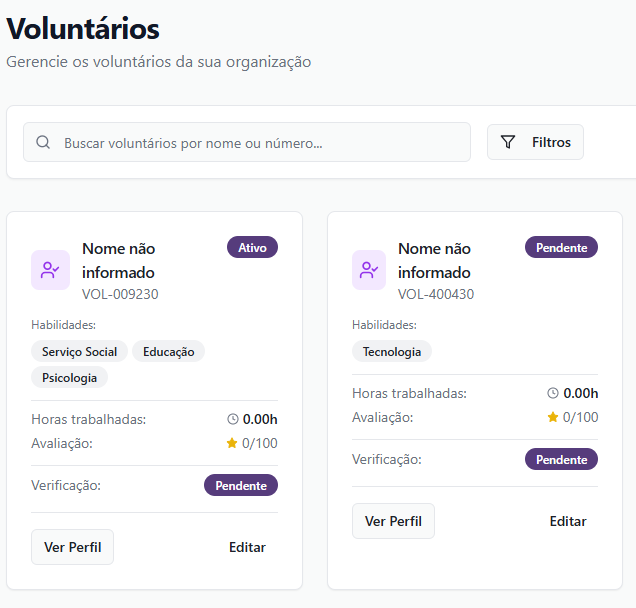 Voluntários
Gerencie os voluntários da sua organização
Buscar voluntários por nome ou número...
Filtros
Nome não
informado
Ativo
VOL-009230
Habilidades:
Serviço Social Educação
Psicologia
Horas trabalhadas: 0.00h
Avaliação: 0/100
Verificação: Pendente
Ver Perfil Editar
Nome não
informado
Pendente
VOL-400430
Habilidades:
Tecnologia
Horas trabalhadas: 0.00h
Avaliação: 0/100
Verificação: Pendente
Ver Perfil Editar